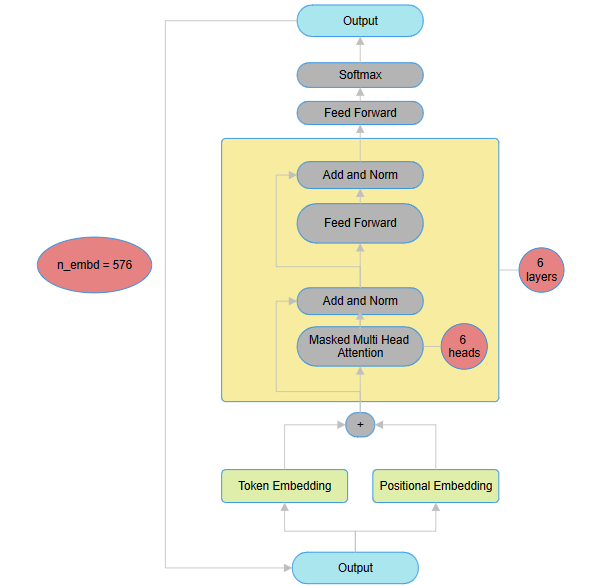 Output
Softmax
Feed Forward
Add and Norm
Feed Forward
n_embd = 576
6
layers
Add and Norm
Masked Multi Head
Attention
6
heads
+
Token Embedding
Positional Embedding
Output